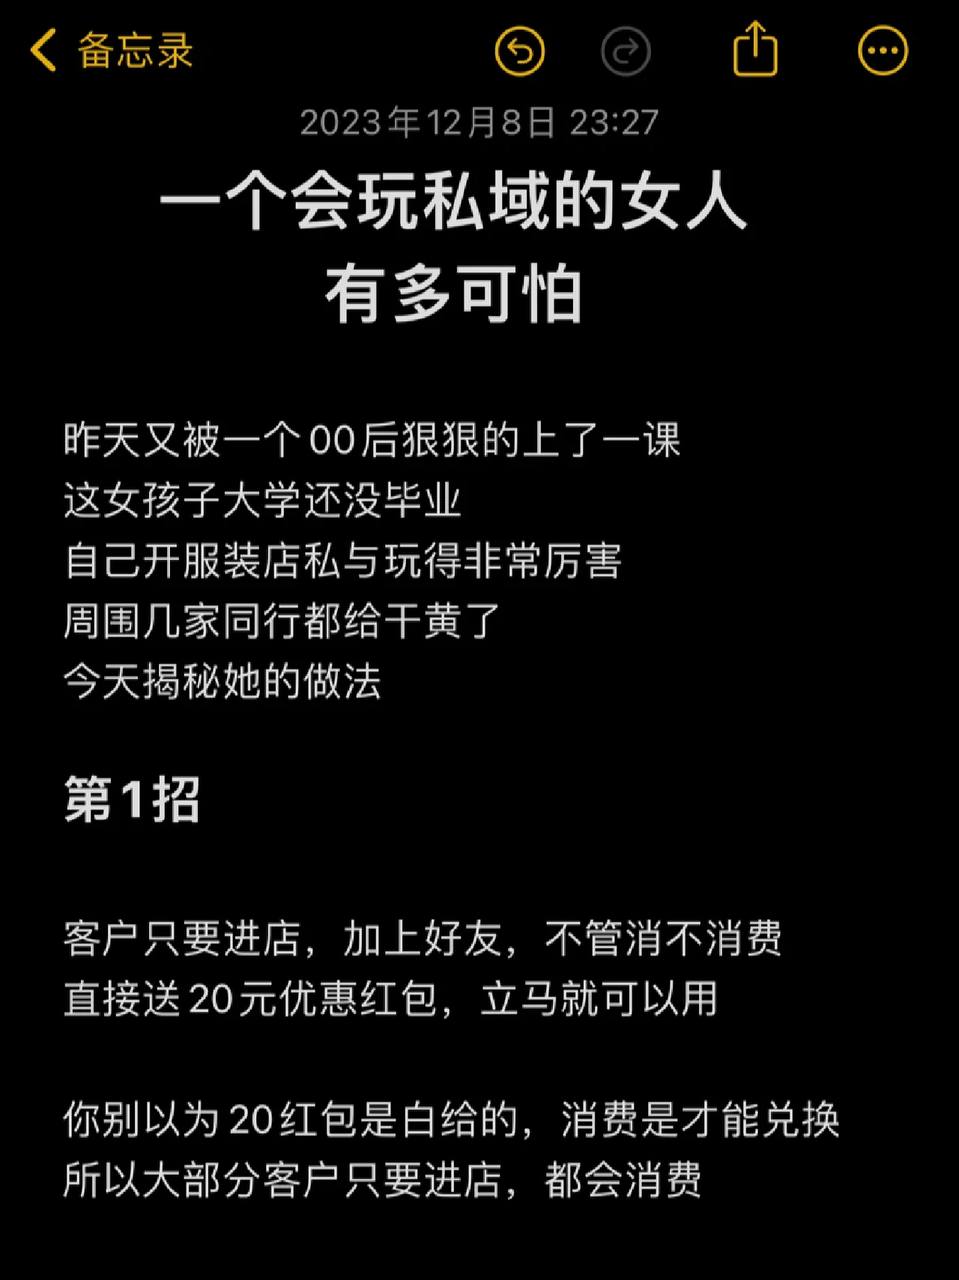 备忘录
2023年12月8日 23:27
一个会玩私域的女人
有多可怕
昨天又被一个00后狠狠的上了一课
这女孩子大学还没毕业
自己开服装店私与玩得非常厉害
周围几家同行都给干黄了
今天揭秘她的做法
第1招
客户只要进店，加上好友，不管消不消费
直接送20元优惠红包，立马就可以用
你别以为20红包是白给的，消费是才能兑换
所以大部分客户只要进店，都会消费